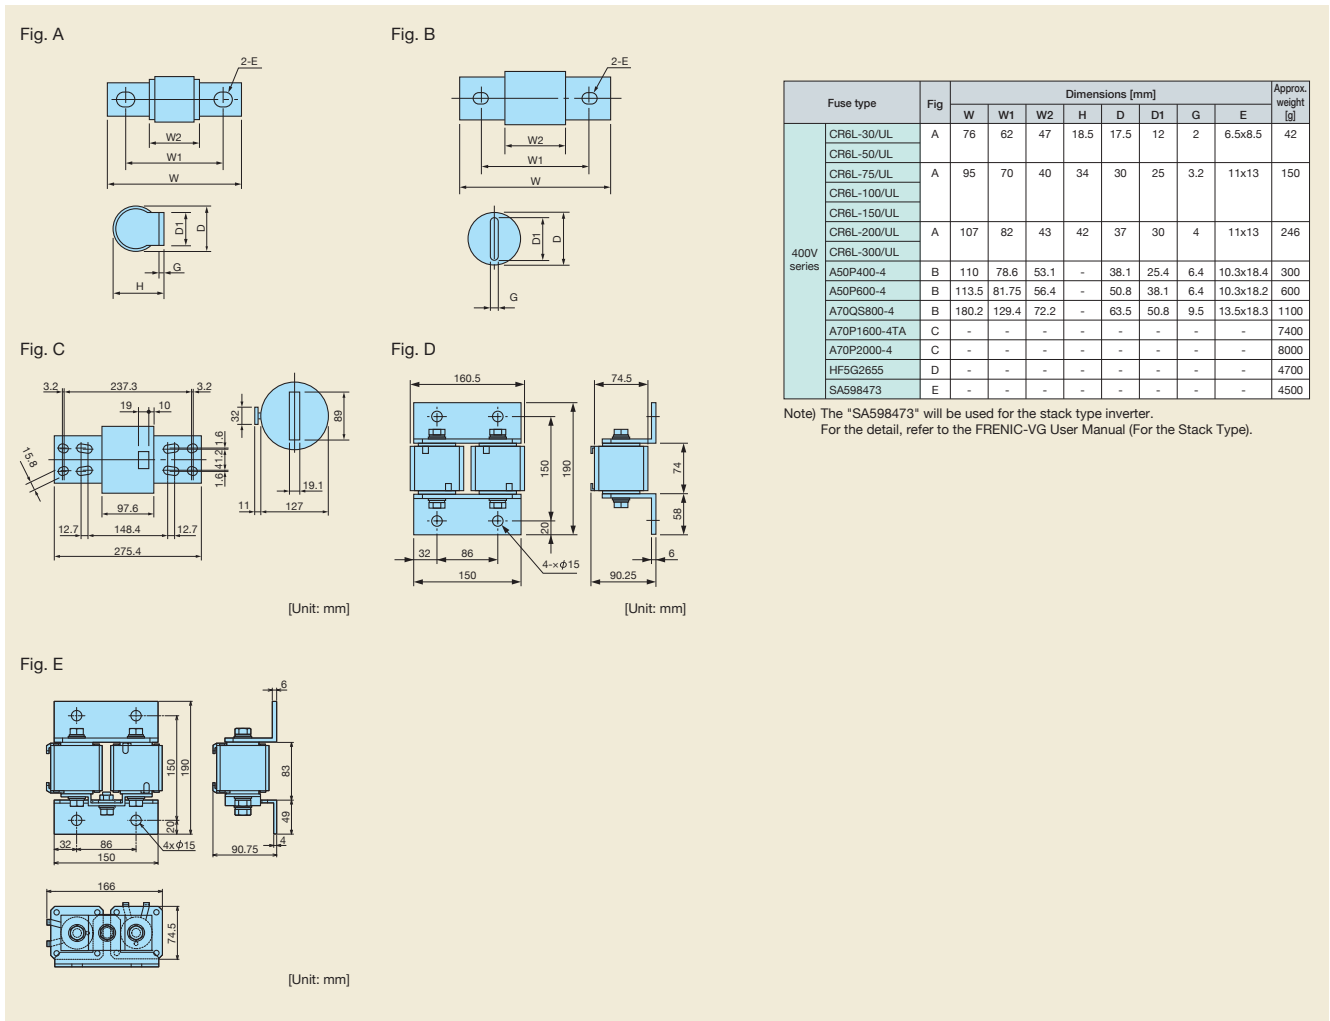 Fig. A
2-E
W2
W1
W
D1
D
G
H
Fig. B
2-E
W2
W1
W
D1
D
G
Fig. C
3.2
237.3
3.2
19
10
15.8
1.6
41.2
1.6
97.6
12.7
148.4
12.7
275.4
32
89
19.1
11
127
[Unit: mm]
Fig. D
160.5
74.5
150
190
20
74
58
32
86
4-×φ15
150
6
90.25
[Unit: mm]
Fig. E
6
150
190
20
83
49
32
86
4xφ15
150
4
90.75
166
74.5
[Unit: mm]
Fuse type Fig Dimensions [mm] Approx. weight [g]
W W1 W2 H D D1 G E
400V series
CR6L-30/UL A 76 62 47 18.5 17.5 12 2 6.5x8.5 42
CR6L-50/UL
CR6L-75/UL A 95 70 40 34 30 25 3.2 11x13 150
CR6L-100/UL
CR6L-150/UL
CR6L-200/UL A 107 82 43 42 37 30 4 11x13 246
CR6L-300/UL
A50P400-4 B 110 78.6 53.1 - 38.1 25.4 6.4 10.3x18.4 300
A50P600-4 B 113.5 81.75 56.4 - 50.8 38.1 6.4 10.3x18.2 600
A70QS800-4 B 180.2 129.4 72.2 - 63.5 50.8 9.5 13.5x18.3 1100
A70P1600-4TA C - - - - - - - - 7400
A70P2000-4 C - - - - - - - - 8000
HF5G2655 D - - - - - - - - 4700
SA598473 E - - - - - - - - 4500
Note) The "SA598473" will be used for the stack type inverter.
For the detail, refer to the FRENIC-VG User Manual (For the Stack Type).